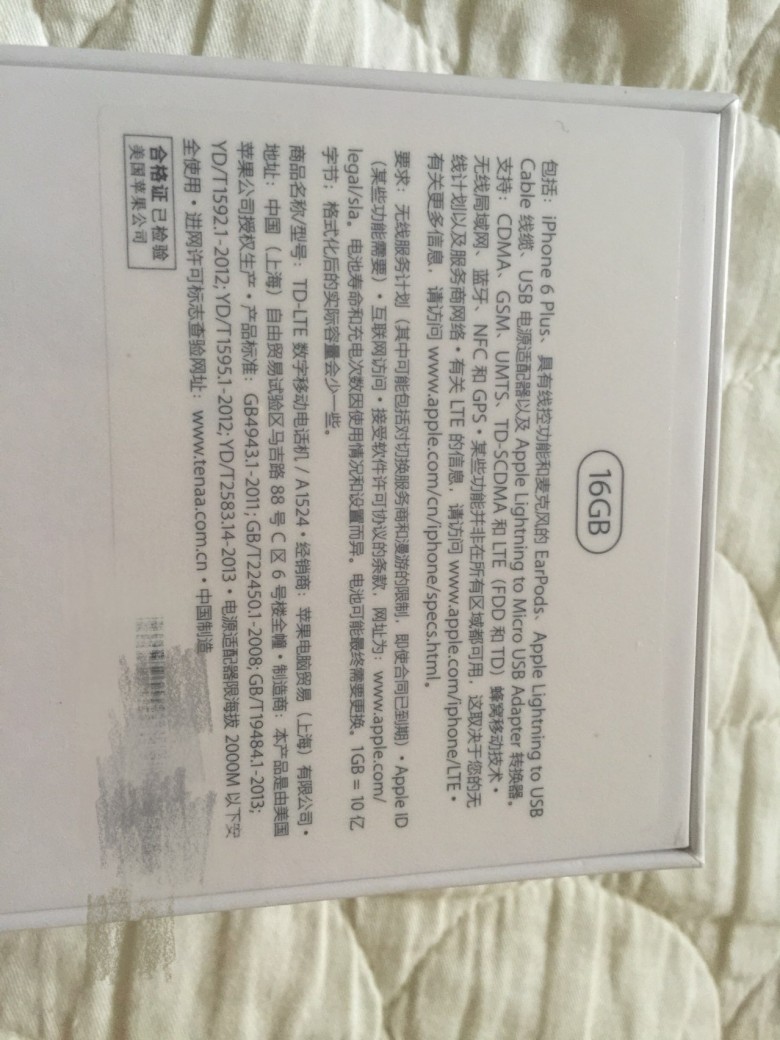 16GB
包括：iPhone 6 Plus、具有线控功能和麦克风的 EarPods、Apple Lightning to USB
Cable 线缆、USB 电源适配器以及 Apple Lightning to Micro USB Adapter 转换器。
支持：CDMA、GSM、UMTS、TD-SCDMA 和 LTE（FDD 和 TD）蜂窝移动技术・
无线局域网、蓝牙、NFC 和 GPS・某些功能并非在所有区域都可用，这取决于您的无
线计划以及服务商网络・有关 LTE 的信息，请访问 www.apple.com/iphone/LTE・
有关更多信息，请访问 www.apple.com/cn/iphone/specs.html。
要求：无线服务计划（其中可能包括对切换服务商和漫游的限制，即使合同已到期）・Apple ID
（某些功能需要）・互联网访问・接受软件许可协议的条款，网址为：www.apple.com/
legal/sla。电池寿命和充电次数因使用情况和设置而异。电池可能最终需要更换。1GB = 10 亿
字节；格式化后的实际容量会少一些。
商品名称/型号：TD-LTE 数字移动电话机 / A1524・经销商：苹果电脑贸易（上海）有限公司・
地址：中国（上海）自由贸易试验区马吉路 88 号 C 区 6 号楼全幢・制造商：本产品是由美国
苹果公司授权生产・产品标准：GB4943.1-2011; GB/T22450.1-2008; GB/T19484.1-2013;
YD/T1592.1-2012; YD/T1595.1-2012; YD/T2583.14-2013・电源适配器限海拔 2000M 以下安
全使用・进网许可标志查验网址：www.tenaa.com.cn・中国制造
合格证 已检验
美国苹果公司